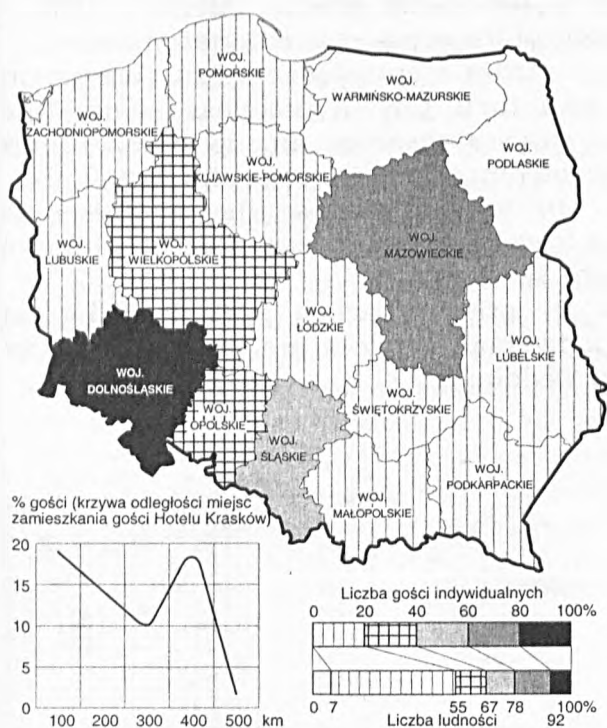 WOJ.
POMORSKIE
WOJ.
WARMIŃSKO-MAZURSKIE
WOJ.
ZACHODNIOPOMORSKIE
WOJ.
PODLASKIE
WOJ.
KUJAWSKIE-POMORSKIE
WOJ.
MAZOWIECKIE
WOJ.
LUBUSKIE
WOJ.
WIELKOPOLSKIE
WOJ.
ŁÓDZKIE
WOJ.
LUBELSKIE
WOJ.
DOLNOŚLĄSKIE
WOJ.
OPOLSKIE
WOJ.
ŚWIĘTOKRZYSKIE
WOJ.
ŚLĄSKIE
WOJ.
PODKARPACKIE
WOJ.
MAŁOPOLSKIE
% gości (krzywa odległości miejsc
zamieszkania gości Hotelu Krasków)
20
15
10
5
0
100 200 300 400 500 km
Liczba gości indywidualnych
0 20 40 60 80 100%
0 7 55 67 78 92 100%
Liczba ludności